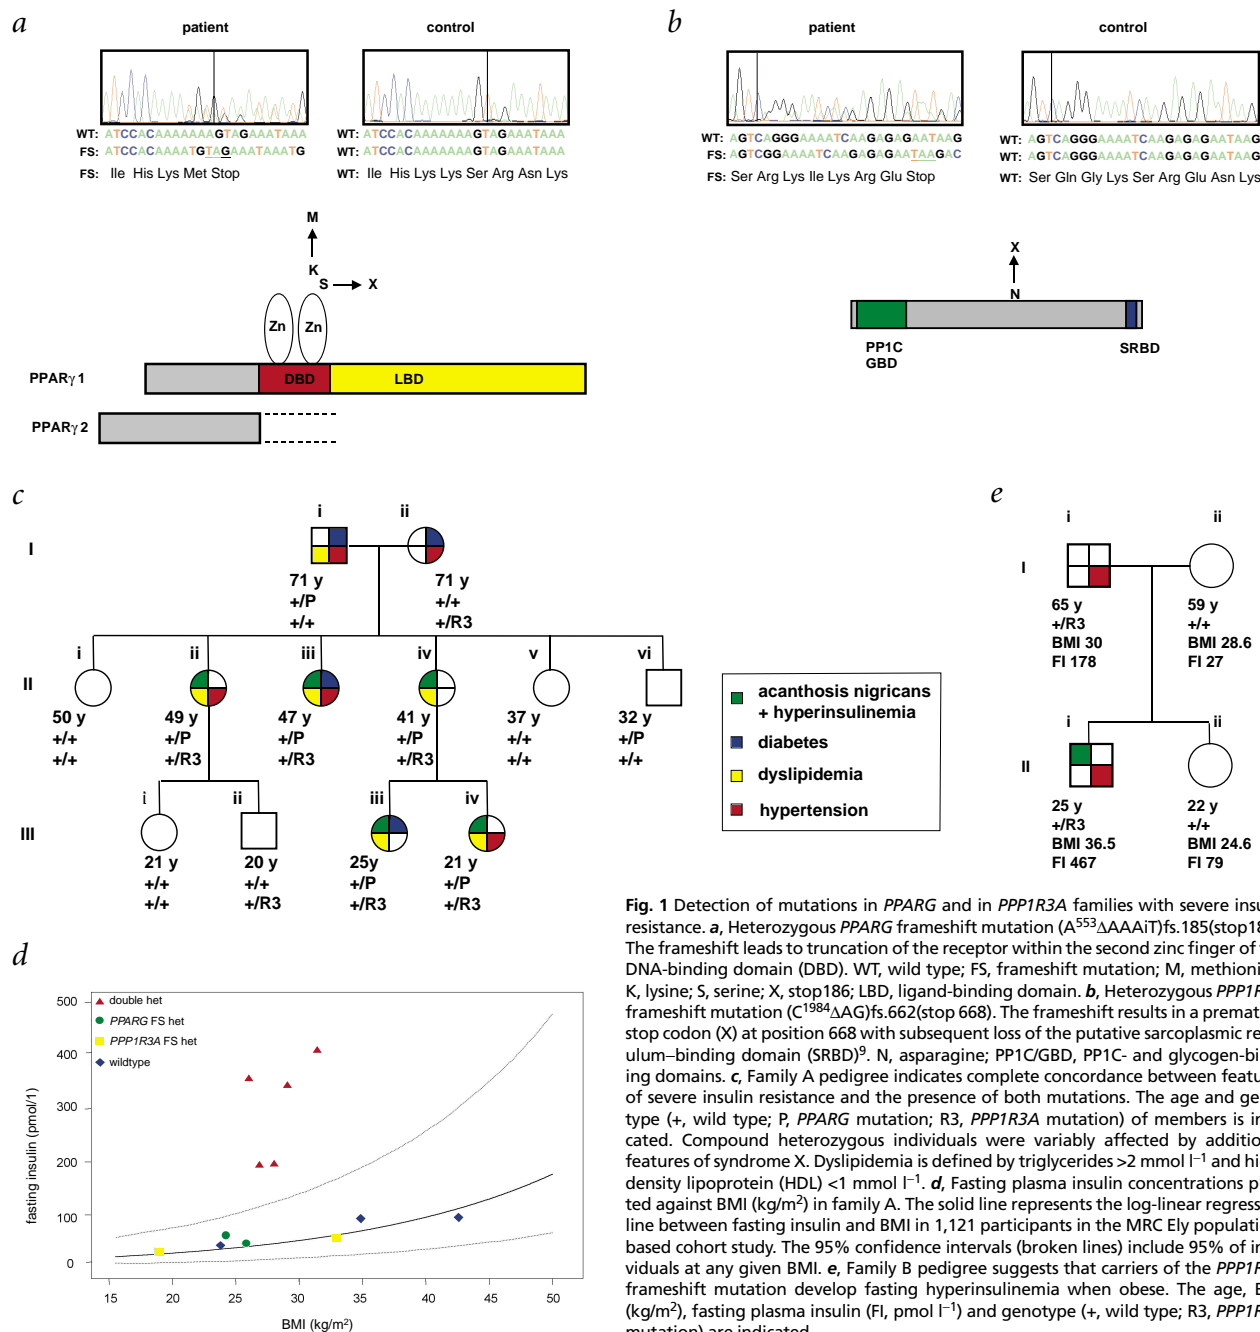 a
patient
control
WT: ATCCACAAAAAAAGTAGAAATAAA
FS: ATCCACAAAATGTAGAAATAAATG
FS: Ile His Lys Met Stop
ATCCACAAAAAAAGTAGAAATAAA
WT: ATCCACAAAAAAAGTAGAAATAAA
WT: Ile His Lys Lys Ser Arg Asn Lys
M
K
S
X
Zn
Zn
PPARγ1
DBD
LBD
PPARγ2
b
patient
control
WT: AGTCAGGGAAAATCAAGAGAGAATAAG
FS: AGTCGGAAAATCAAGAGAGAATAAGAC
FS: Ser Arg Lys Ile Lys Arg Glu Stop
WT: AGTCAGGGAAAATCAAGAGAGAATAAG
WT: AGTCAGGGAAAATCAAGAGAGAATAAG
WT: Ser Gln Gly Lys Ser Arg Glu Asn Lys
X
N
PP1C
GBD
SRBD
c
i
ii
I
71 y
+/P
+/+
71 y
+/+
+/R3
i
ii
iii
iv
v
vi
II
50 y
+/+
+/+
49 y
+/P
+/R3
47 y
+/P
+/R3
41 y
+/P
+/R3
37 y
+/+
+/+
32 y
+/P
+/+
i
ii
iii
iv
III
21 y
+/+
+/+
20 y
+/+
+/R3
25y
+/P
+/R3
21 y
+/P
+/R3
acanthosis nigricans
+ hyperinsulinemia
diabetes
dyslipidemia
hypertension
e
i
ii
I
65 y
+/R3
BMI 30
FI 178
59 y
+/+
BMI 28.6
FI 27
i
ii
II
25 y
+/R3
BMI 36.5
FI 467
22 y
+/+
BMI 24.6
FI 79
d
double het
PPARG FS het
PPP1R3A FS het
wildtype
fasting insulin (pmol/1)
500
400
300
200
100
0
15 20 25 30 35 40 45 50
BMI (kg/m²)
Fig. 1 Detection of mutations in PPARG and in PPP1R3A families with severe insu
resistance. a, Heterozygous PPARG frameshift mutation (A⁵⁵³ΔAAAiT)fs.185(stop18
The frameshift leads to truncation of the receptor within the second zinc finger of
DNA-binding domain (DBD). WT, wild type; FS, frameshift mutation; M, methioni
K, lysine; S, serine; X, stop186; LBD, ligand-binding domain. b, Heterozygous PPP1R
frameshift mutation (C¹⁹⁸⁴ΔAG)fs.662(stop 668). The frameshift results in a premat
stop codon (X) at position 668 with subsequent loss of the putative sarcoplasmic re
ulum–binding domain (SRBD)⁹. N, asparagine; PP1C/GBD, PP1C- and glycogen-bi
ing domains. c, Family A pedigree indicates complete concordance between featu
of severe insulin resistance and the presence of both mutations. The age and ge
type (+, wild type; P, PPARG mutation; R3, PPP1R3A mutation) of members is in
cated. Compound heterozygous individuals were variably affected by addition
features of syndrome X. Dyslipidemia is defined by triglycerides >2 mmol l⁻¹ and hi
density lipoprotein (HDL) <1 mmol l⁻¹. d, Fasting plasma insulin concentrations p
ted against BMI (kg/m²) in family A. The solid line represents the log-linear regress
line between fasting insulin and BMI in 1,121 participants in the MRC Ely populati
based cohort study. The 95% confidence intervals (broken lines) include 95% of in
viduals at any given BMI. e, Family B pedigree suggests that carriers of the PPP1R
frameshift mutation develop fasting hyperinsulinemia when obese. The age, B
(kg/m²), fasting plasma insulin (FI, pmol l⁻¹) and genotype (+, wild type; R3, PPP1R
mutation) are indicated.